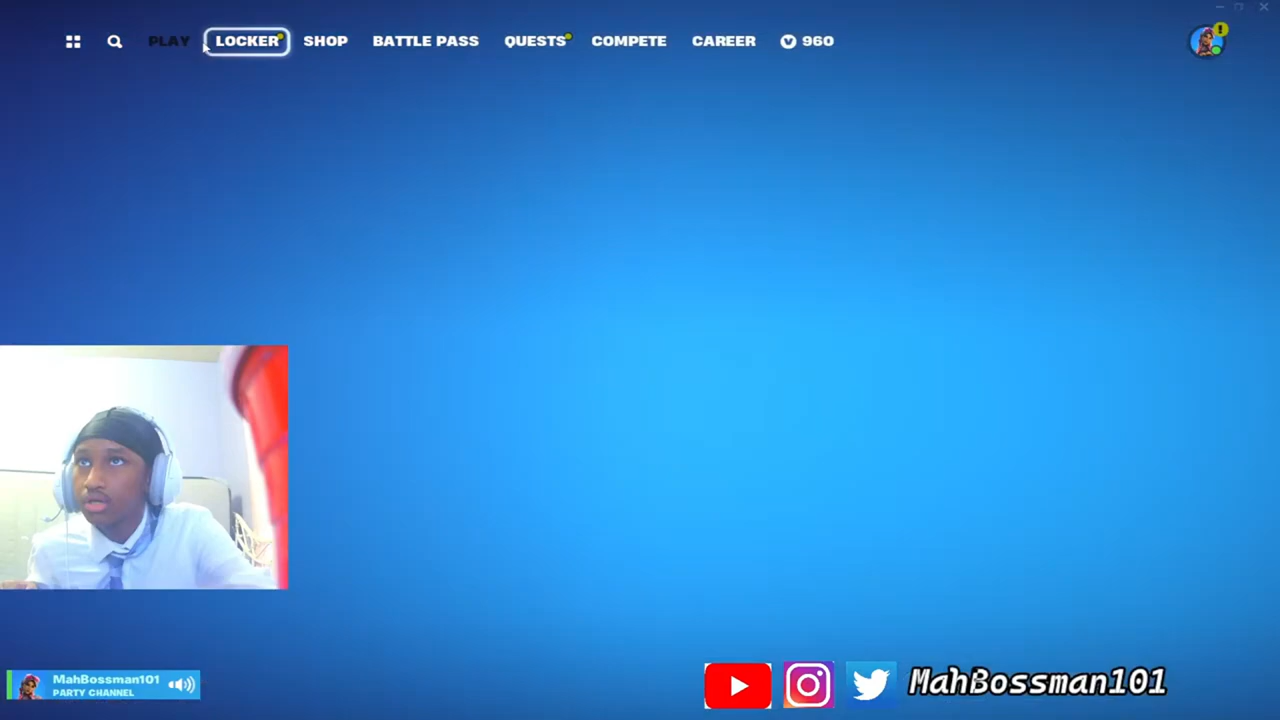 PLAY LOCKER SHOP BATTLE PASS QUESTS COMPETE CAREER 960
MahBossman101
PARTY CHANNEL
MahBossman101